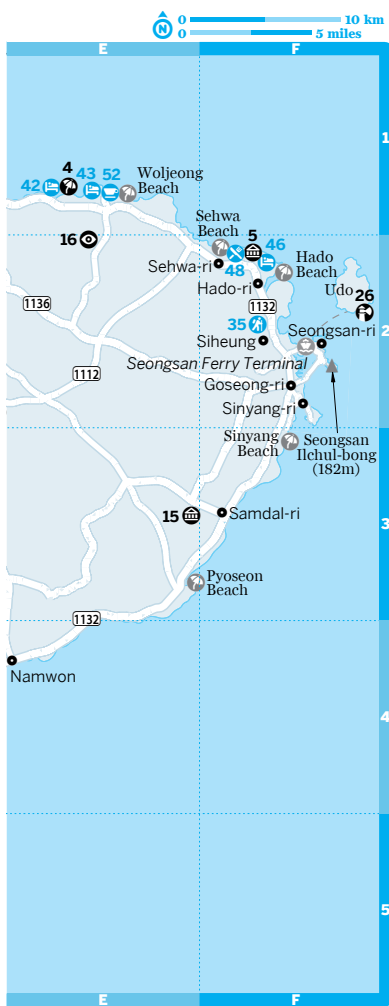 0 10 km
N
0 5 miles
E F
1
4
42 43 52 Woljeong
Beach
Sehwa
Beach
5
16
46
Sehwa-ri
48
Hado
Beach
Hado-ri
Udo
26
1136
1132
35
2
Siheung
Seongsan-ri
Seongsan Ferry Terminal
1112
Goseong-ri
Sinyang-ri
Sinyang
Beach
Seongsan
Ilchul-bong
(182m)
15
Samdal-ri
3
Pyoseon
Beach
1132
Namwon
4
5
E F